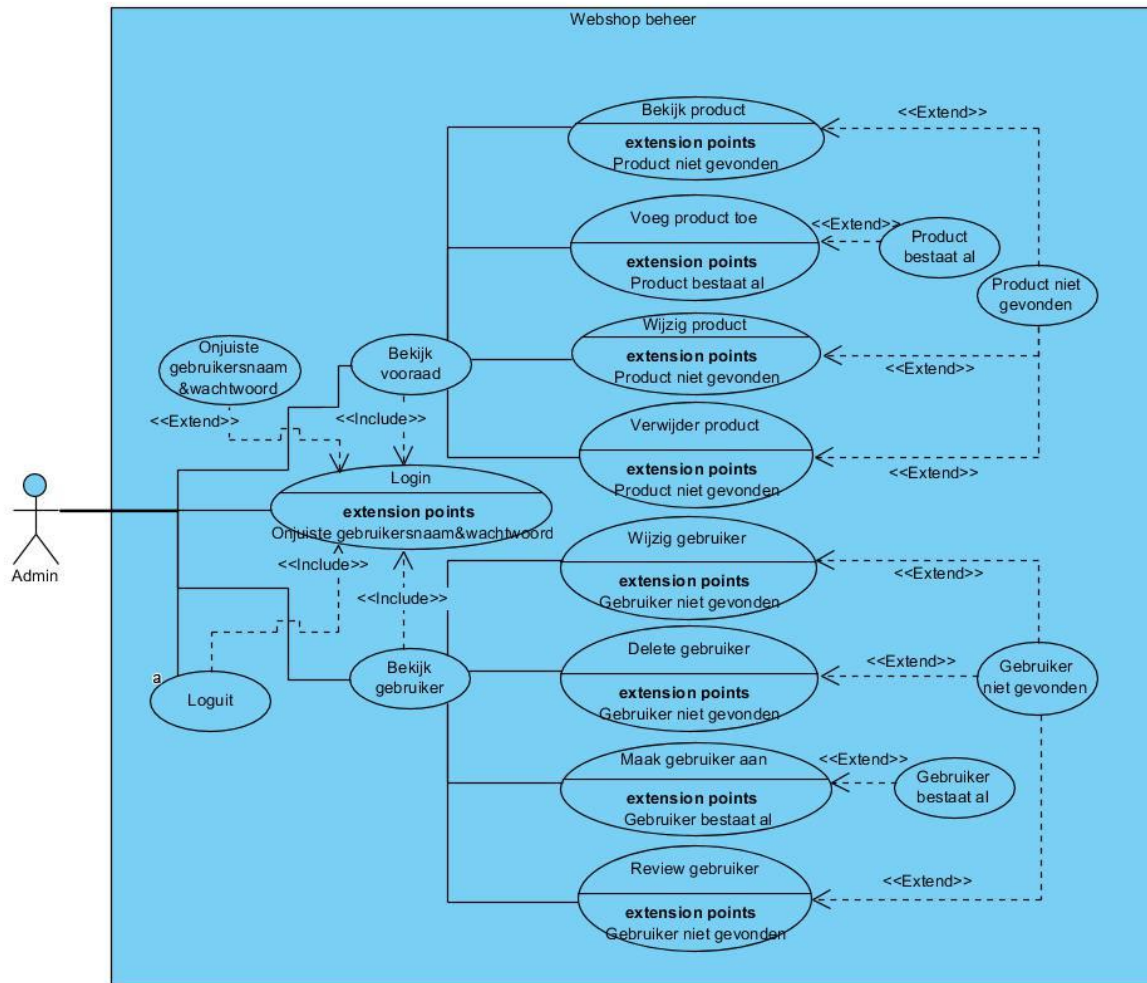 Webshop beheer
Bekijk product
extension points
Product niet gevonden
<<Extend>>
Voeg product toe
extension points
Product bestaat al
<<Extend>>
Product
bestaat al
Product niet
gevonden
Wijzig product
extension points
Product niet gevonden
<<Extend>>
Onjuiste
gebruikersnaam
&wachtwoord
<<Extend>>
Bekijk
vooraad
<<Include>>
Verwijder product
extension points
Product niet gevonden
<<Extend>>
Login
extension points
Onjuiste gebruikersnaam&wachtwoord
<<Include>>
<<Include>>
Admin
Wijzig gebruiker
extension points
Gebruiker niet gevonden
<<Extend>>
Bekijk
gebruiker
a
Loguit
Delete gebruiker
extension points
Gebruiker niet gevonden
<<Extend>>
Gebruiker
niet gevonden
Maak gebruiker aan
extension points
Gebruiker bestaat al
<<Extend>>
Gebruiker
bestaat al
Review gebruiker
extension points
Gebruiker niet gevonden
<<Extend>>